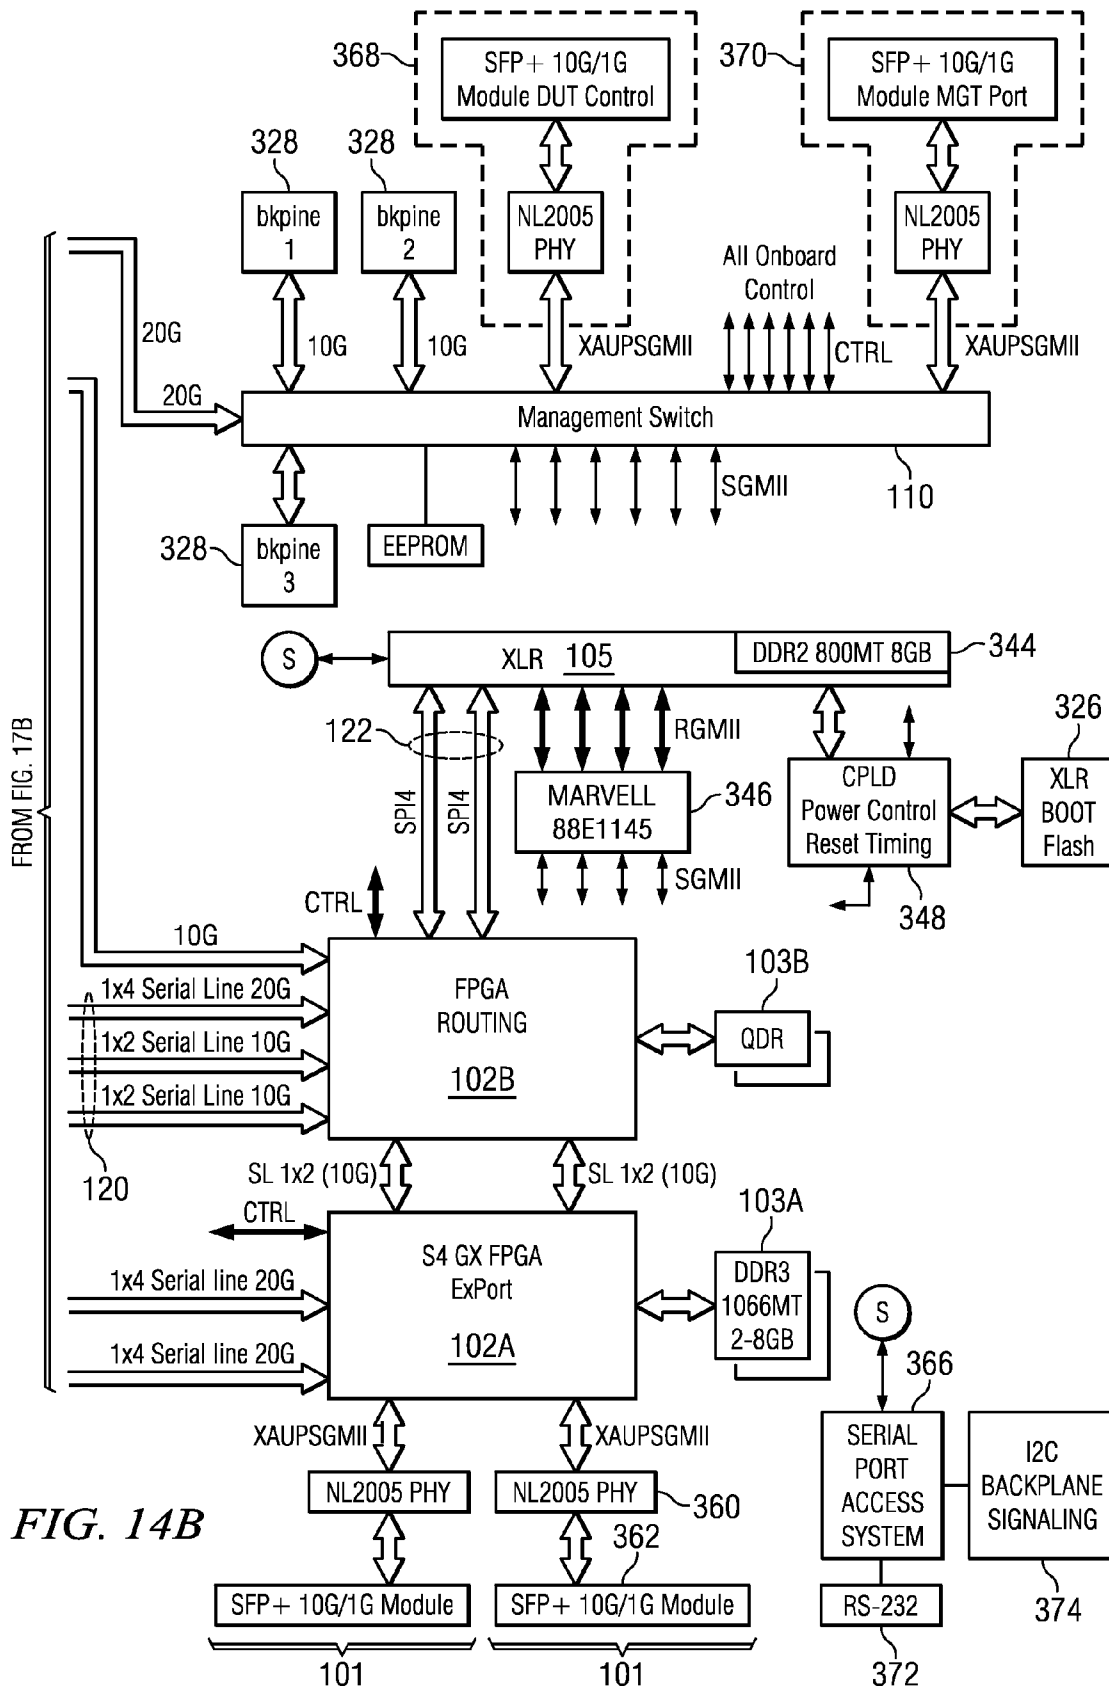 368
SFP+ 10G/1G
Module DUT Control
370
SFP+ 10G/1G
Module MGT Port
328
328
bkpine
1
bkpine
2
NL2005
PHY
NL2005
PHY
All Onboard
Control
20G
10G
10G
XAUPSGMII
CTRL
XAUPSGMII
20G
Management Switch
110
SGMII
328
bkpine
3
EEPROM
S
XLR 105
DDR2 800MT 8GB
344
122
RGMII
326
FROM FIG. 17B
SPI4
SPI4
MARVELL
88E1145
346
CPLD
Power Control
Reset Timing
XLR
BOOT
Flash
SGMII
CTRL
348
10G
1x4 Serial Line 20G
1x2 Serial Line 10G
1x2 Serial Line 10G
FPGA
ROUTING
102B
103B
QDR
120
SL 1x2 (10G)
SL 1x2 (10G)
CTRL
103A
S4 GX FPGA
ExPort
102A
DDR3
1066MT
2-8GB
1x4 Serial line 20G
1x4 Serial line 20G
S
366
XAUPSGMII
XAUPSGMII
SERIAL
PORT
ACCESS
SYSTEM
I2C
BACKPLANE
SIGNALING
NL2005 PHY
NL2005 PHY
360
FIG. 14B
362
SFP+ 10G/1G Module
SFP+ 10G/1G Module
RS-232
374
101
101
372